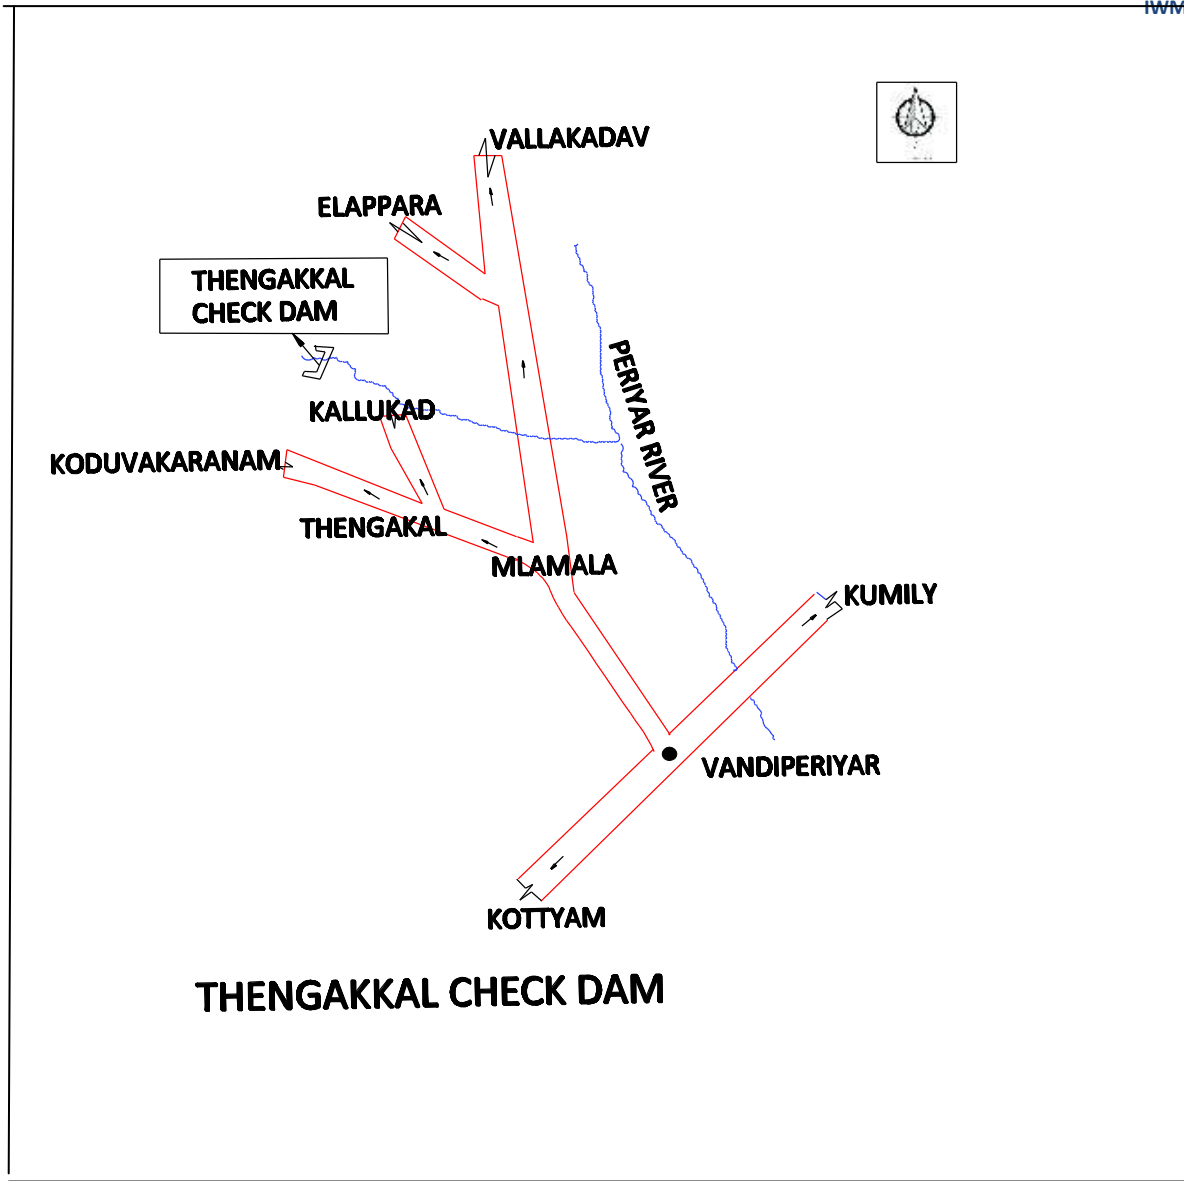 IWM
VALLAKADAV
ELAPPARA
THENGAKKAL
CHECK DAM
PERIYAR RIVER
KALLUKAD
KODUVAKARANAM
THENGAKAL
MLAMALA
KUMILY
VANDIPERIYAR
KOTTYAM
THENGAKKAL CHECK DAM